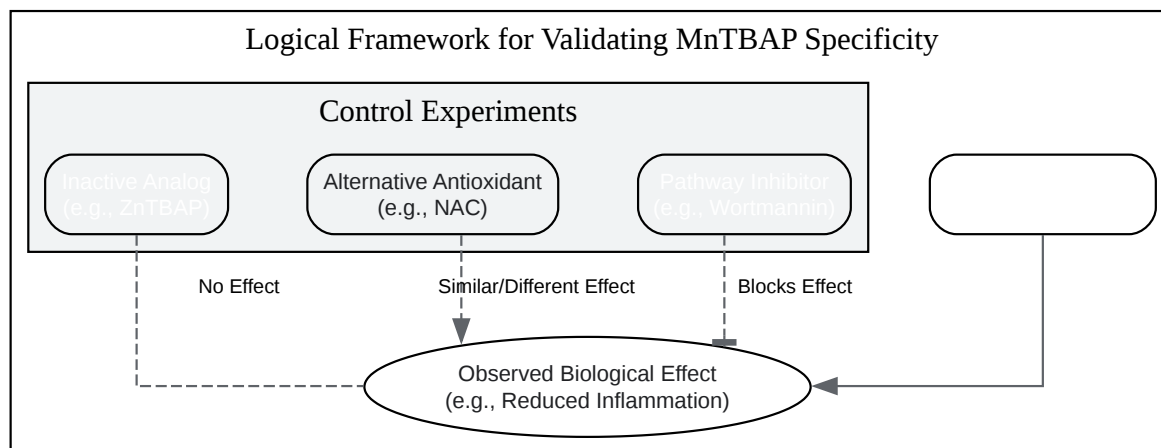 Logical Framework for Validating MnTBAP Specificity
Control Experiments
Inactive Analog
(e.g., ZnTBAP)
Alternative Antioxidant
(e.g., NAC)
Pathway Inhibitor
(e.g., Wortmannin)
No Effect
Similar/Different Effect
Blocks Effect
Observed Biological Effect
(e.g., Reduced Inflammation)